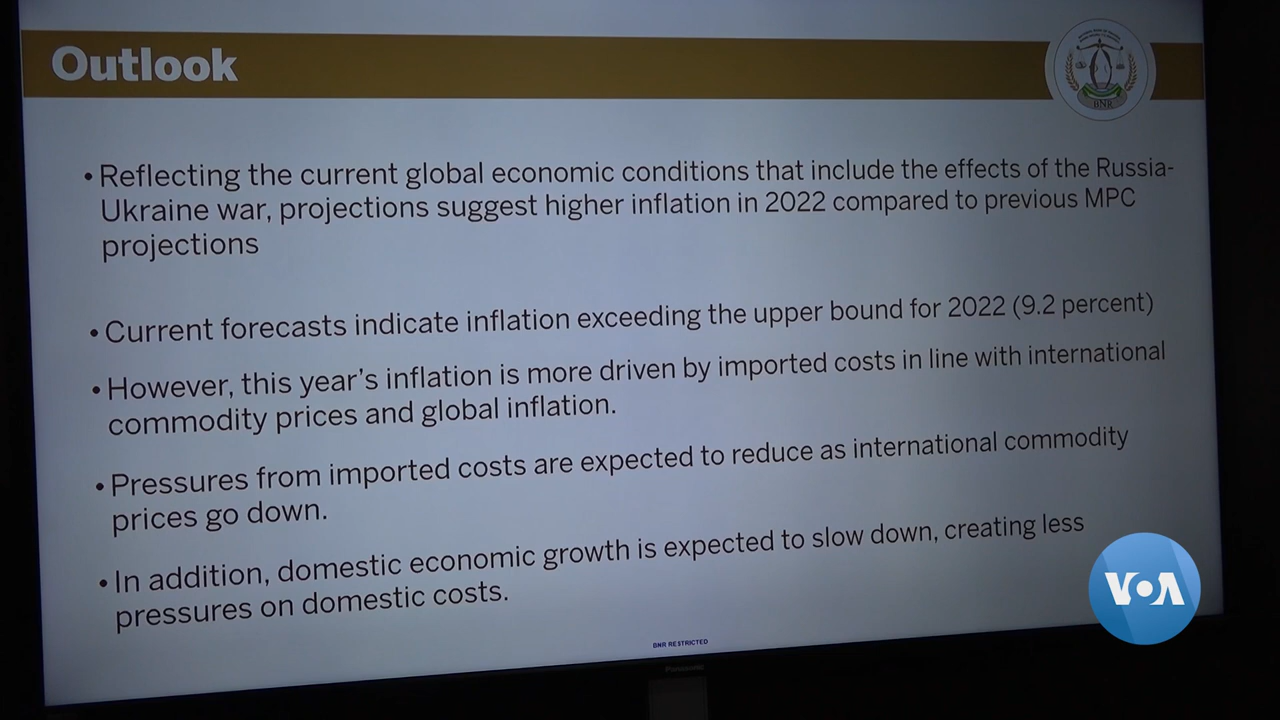 Outlook
BNR
• Reflecting the current global economic conditions that include the effects of the Russia-
Ukraine war, projections suggest higher inflation in 2022 compared to previous MPC
projections
• Current forecasts indicate inflation exceeding the upper bound for 2022 (9.2 percent)
• However, this year's inflation is more driven by imported costs in line with international
commodity prices and global inflation.
• Pressures from imported costs are expected to reduce as international commodity
prices go down.
• In addition, domestic economic growth is expected to slow down, creating less
pressures on domestic costs.
VOA
BNR RESTRICTED
Panasonic